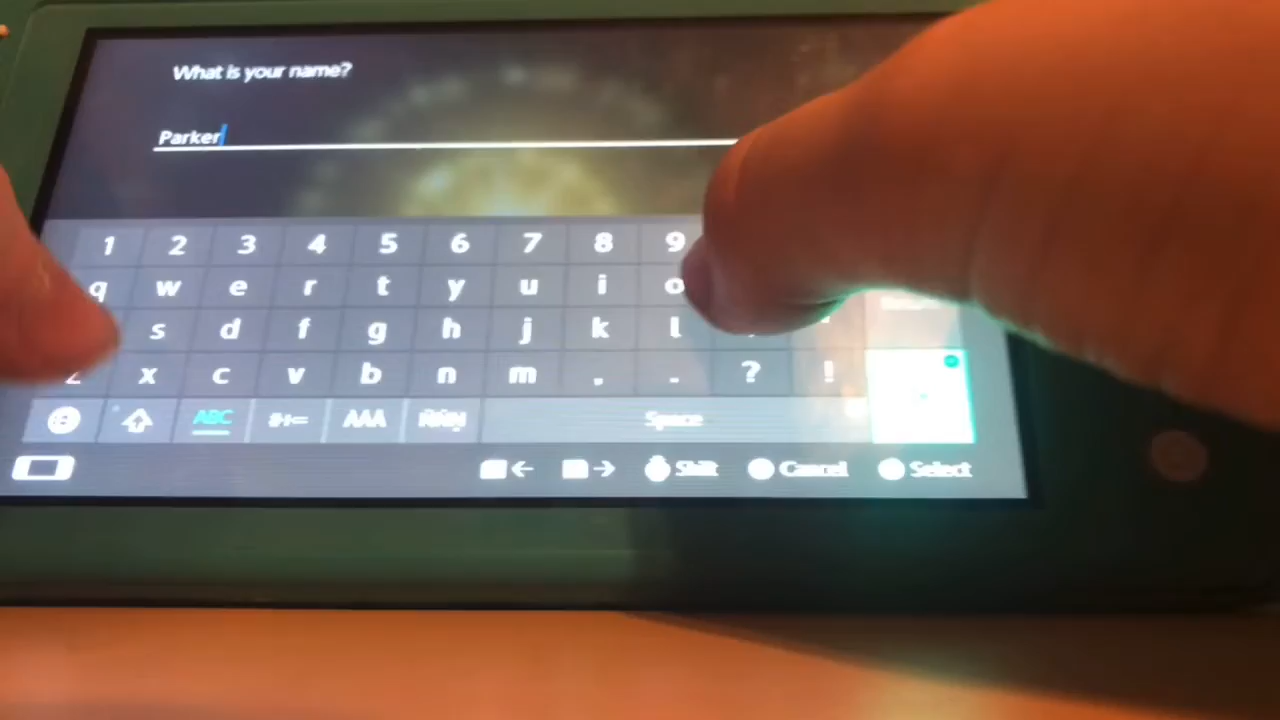 What is your name?
Parker
1 2 3 4 5 6 7 8 9
q w e r t y u i o
s d f g h j k l
z x c v b n m , . ? !
ABC #+= AAA Space
Shift Cancel Select